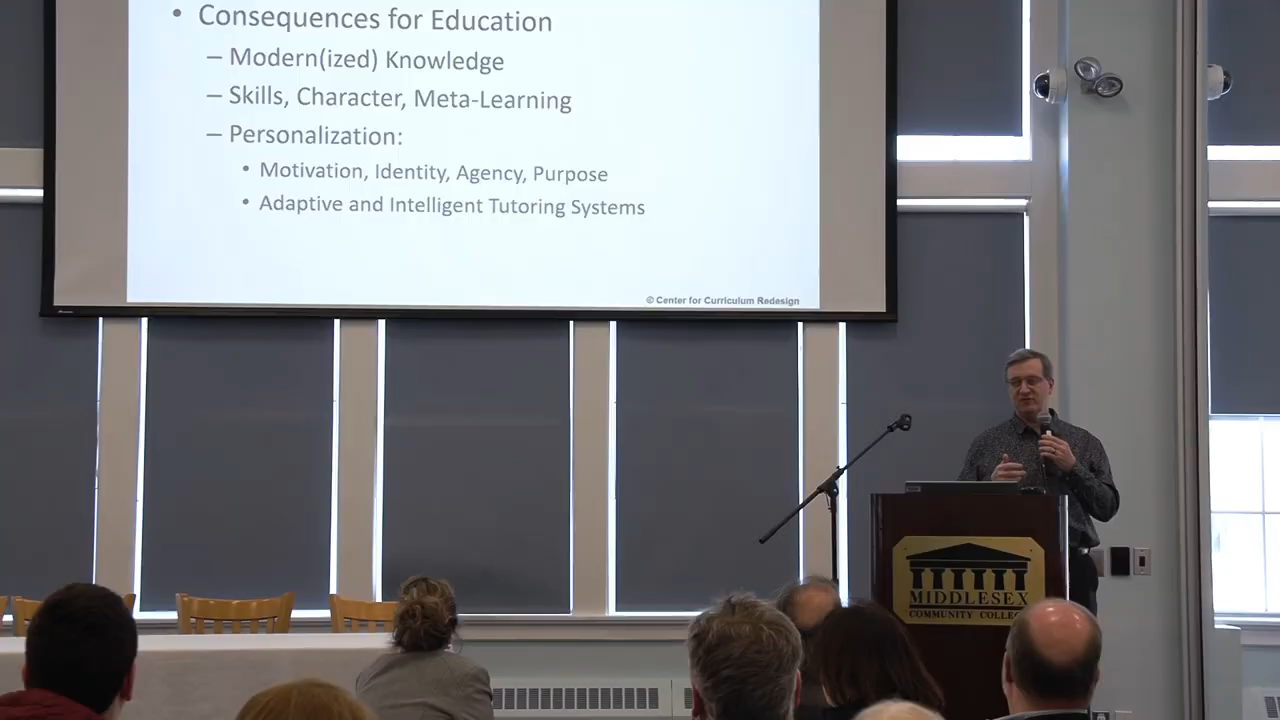 • Consequences for Education
– Modern(ized) Knowledge
– Skills, Character, Meta-Learning
– Personalization:
• Motivation, Identity, Agency, Purpose
• Adaptive and Intelligent Tutoring Systems
© Center for Curriculum Redesign
MIDDLESEX
COMMUNITY COLLEG